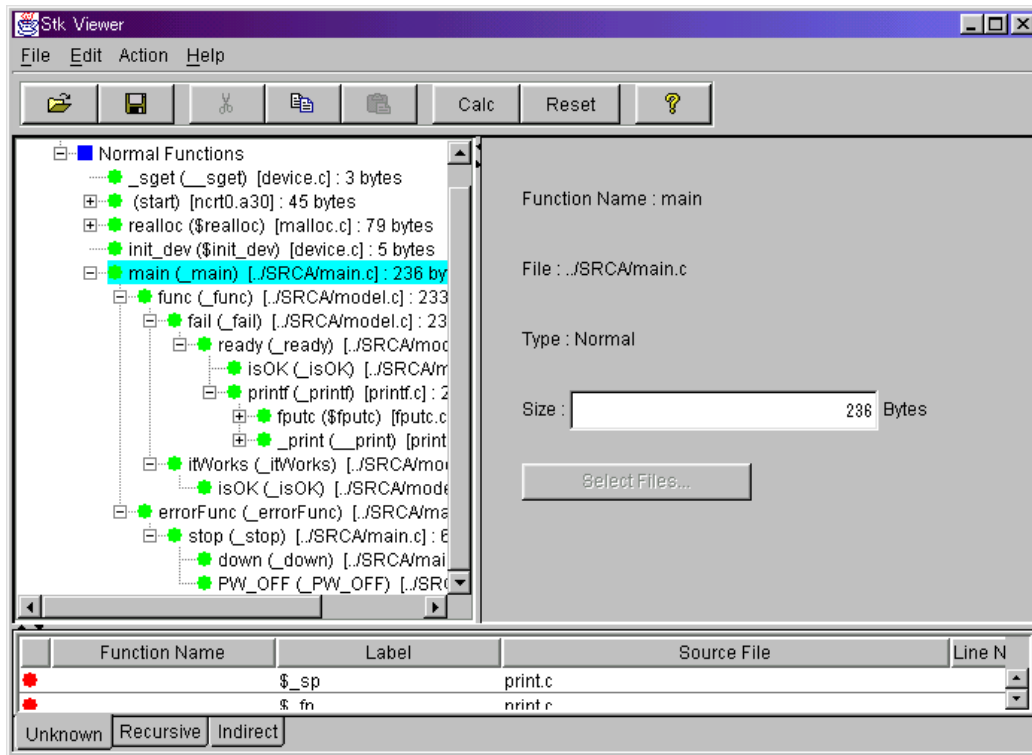 Stk Viewer
File Edit Action Help
Calc Reset
Normal Functions
_sget (__sget) [device.c] : 3 bytes
(start) [ncrt0.a30] : 45 bytes
realloc ($realloc) [malloc.c] : 79 bytes
init_dev ($init_dev) [device.c] : 5 bytes
main (_main) [../SRCA/main.c] : 236 by
func (_func) [../SRCA/model.c] : 233
fail (_fail) [../SRCA/model.c] : 23
ready (_ready) [../SRCA/mod
isOK (_isOK) [../SRCA/m
printf (_printf) [printf.c] : 2
fputc ($fputc) [fputc.c
_print (__print) [print
itWorks (_itWorks) [../SRCA/mo
isOK (_isOK) [../SRCA/mode
errorFunc (_errorFunc) [../SRCA/ma
stop (_stop) [../SRCA/main.c] : 6
down (_down) [../SRCA/mai
PW_OFF (_PW_OFF) [../SR
Function Name : main
File : ../SRCA/main.c
Type : Normal
Size : 236 Bytes
Select Files...
Function Name Label Source File Line N
$_sp print.c
$_fp print.c
Unknown Recursive Indirect